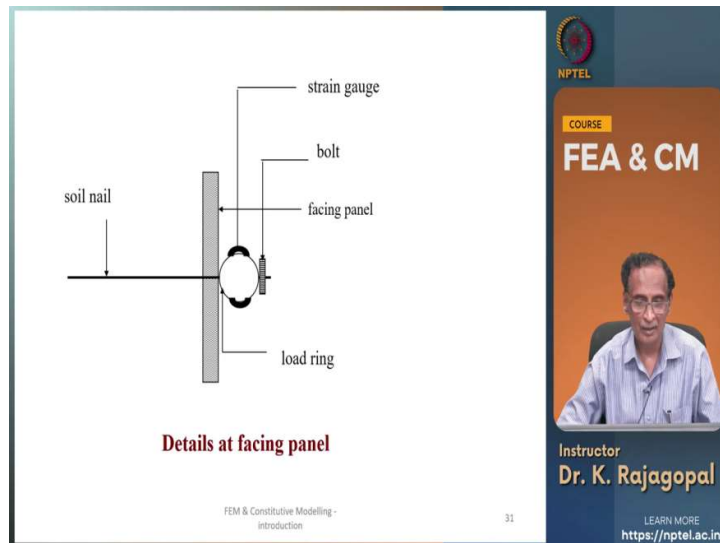 strain gauge
bolt
soil nail
facing panel
load ring
Details at facing panel
FEM & Constitutive Modelling -
introduction
31
NPTEL
COURSE
FEA & CM
Instructor
Dr. K. Rajagopal
LEARN MORE
https://nptel.ac.in